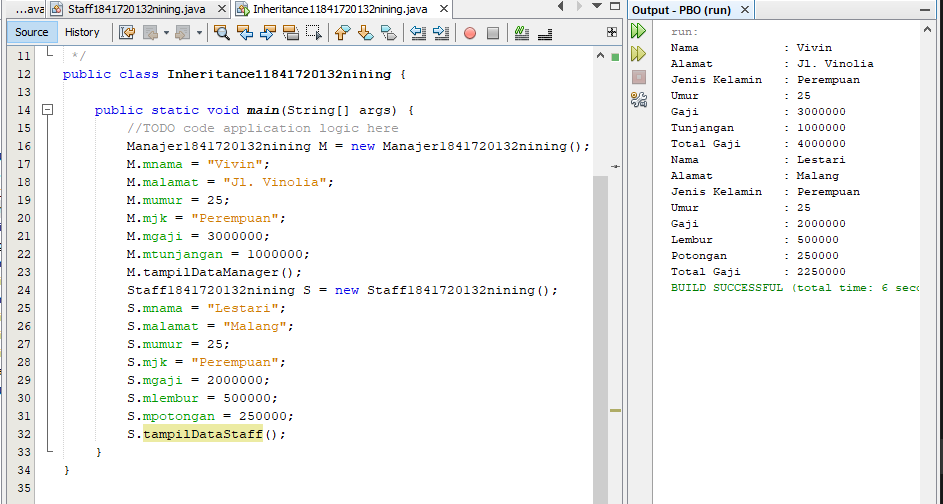 ...ava
Staff1841720132nining.java
Inheritance11841720132nining.java
Source
History
11 */
12 public class Inheritance11841720132nining {
13
14 public static void main(String[] args) {
15 //TODO code application logic here
16 Manajer1841720132nining M = new Manajer1841720132nining();
17 M.mnama = "Vivin";
18 M.malamat = "Jl. Vinolia";
19 M.mumur = 25;
20 M.mjk = "Perempuan";
21 M.mgaji = 3000000;
22 M.mtunjangan = 1000000;
23 M.tampilDataManager();
24 Staff1841720132nining S = new Staff1841720132nining();
25 S.mnama = "Lestari";
26 S.malamat = "Malang";
27 S.mumur = 25;
28 S.mjk = "Perempuan";
29 S.mgaji = 2000000;
30 S.mlembur = 500000;
31 S.mpotongan = 250000;
32 S.tampilDataStaff();
33 }
34 }
35
Output - PBO (run)
run:
Nama : Vivin
Alamat : Jl. Vinolia
Jenis Kelamin : Perempuan
Umur : 25
Gaji : 3000000
Tunjangan : 1000000
Total Gaji : 4000000
Nama : Lestari
Alamat : Malang
Jenis Kelamin : Perempuan
Umur : 25
Gaji : 2000000
Lembur : 500000
Potongan : 250000
Total Gaji : 2250000
BUILD SUCCESSFUL (total time: 6 seco